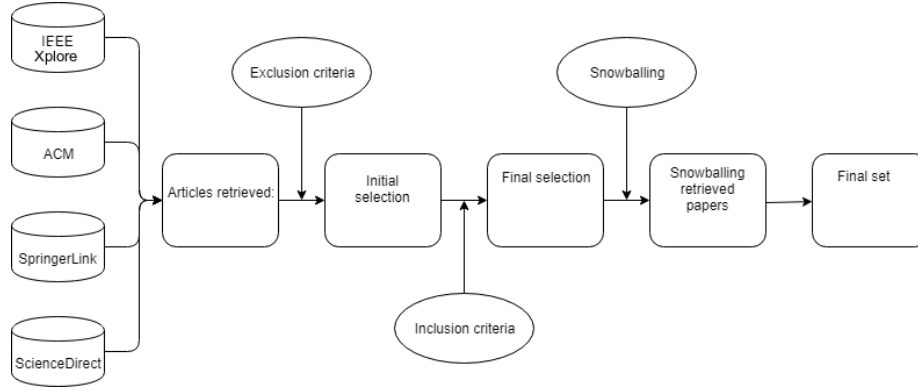 IEEE
Xplore
ACM
SpringerLink
ScienceDirect
Articles retrieved:
Exclusion criteria
Initial
selection
Inclusion criteria
Final selection
Snowballing
Snowballing
retrieved
papers
Final set